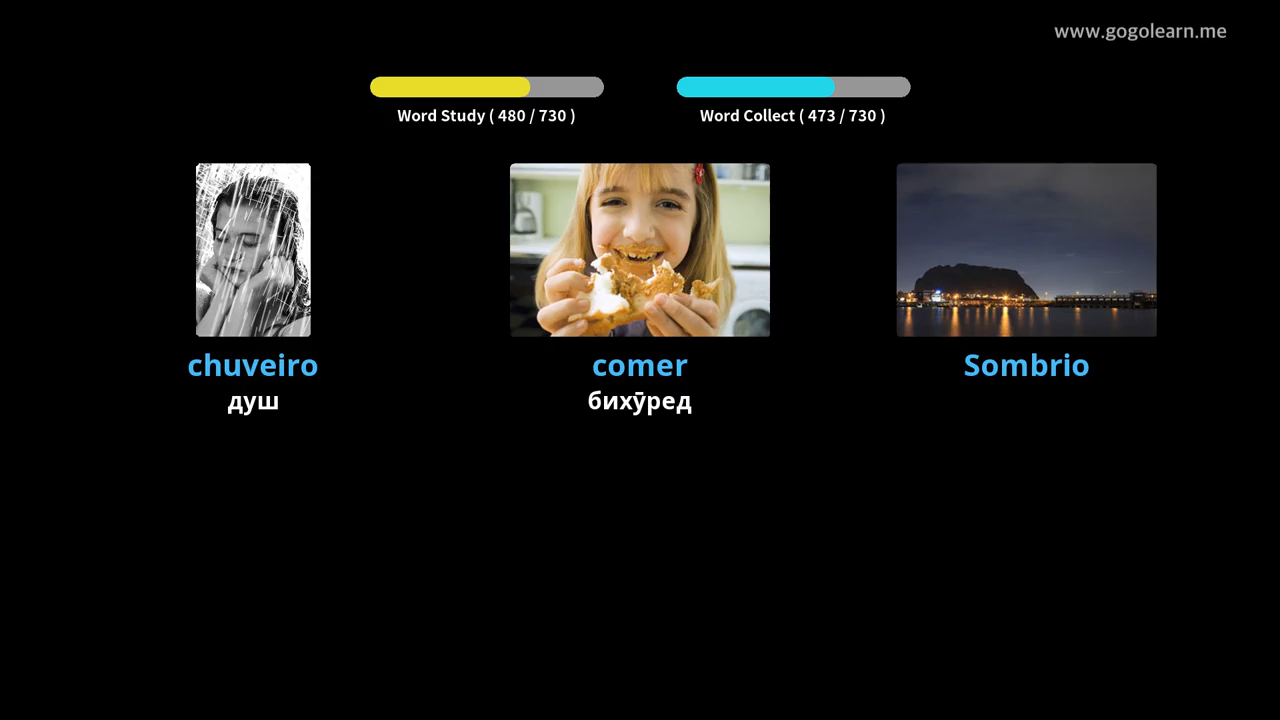 www.gogolearn.me
Word Study ( 480 / 730 )
Word Collect ( 473 / 730 )
chuveiro
душ
comer
бихӯред
Sombrio